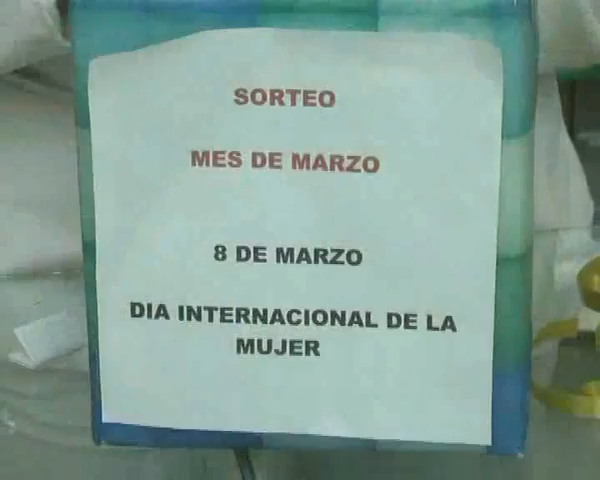 SORTEO
MES DE MARZO
8 DE MARZO
DIA INTERNACIONAL DE LA
MUJER